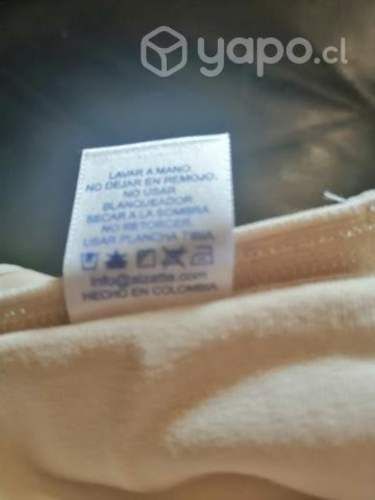 yapo.cl
LAVAR A MANO.
NO DEJAR EN REMOJO.
NO USAR
BLANQUEADOR.
SECAR A LA SOMBRA.
NO RETORCER.
USAR PLANCHA TIBIA.
HECHO EN COLOMBIA.